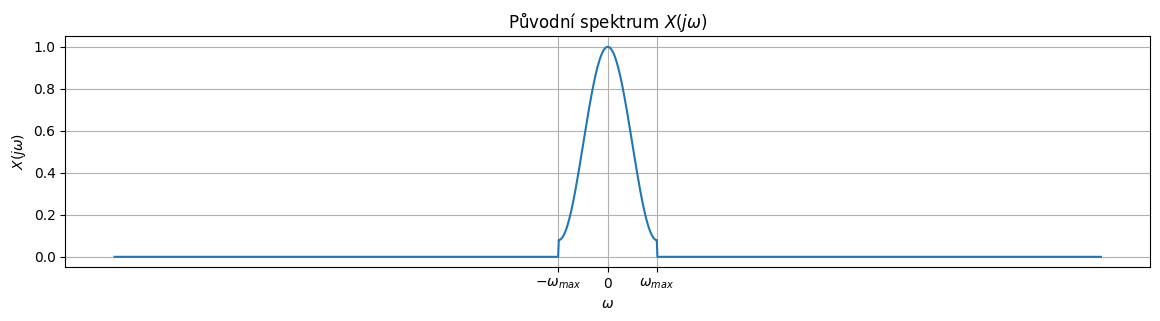 Původní spektrum X(jω)
1.0
0.8
0.6
0.4
0.2
0.0
X(jω)
−ω_max 0 ω_max
ω